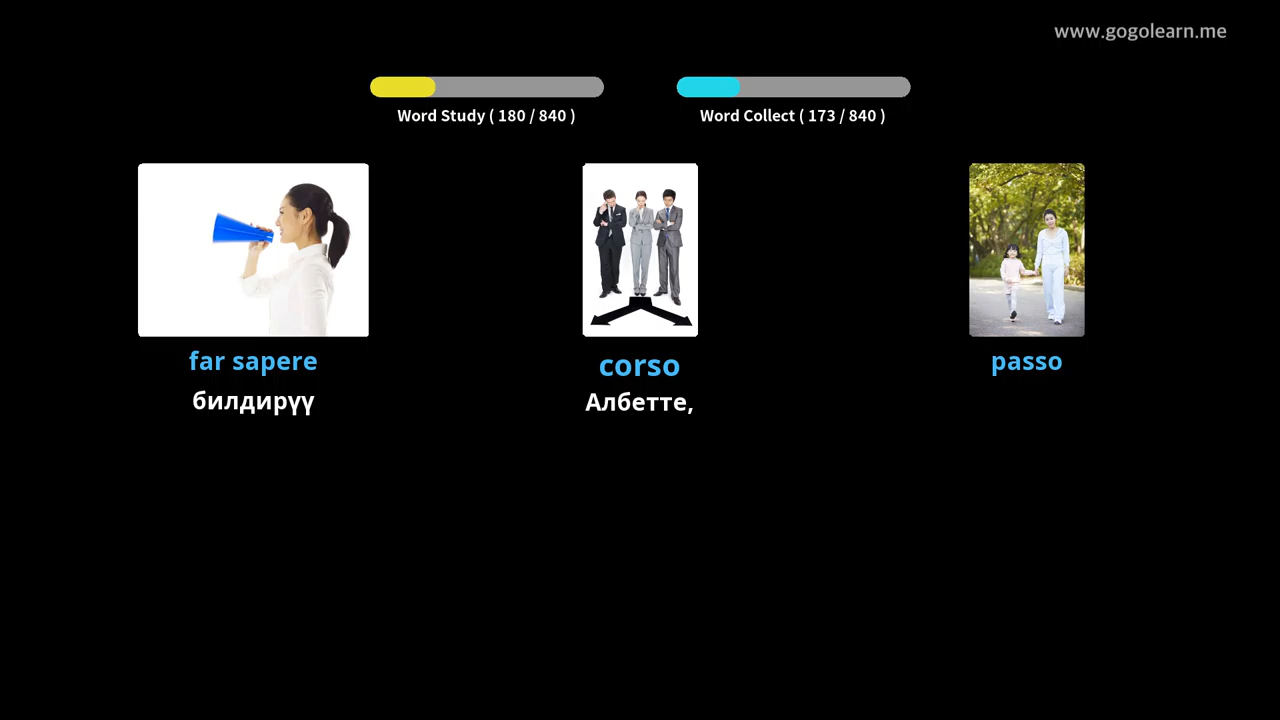 www.gogolearn.me
Word Study ( 180 / 840 )
Word Collect ( 173 / 840 )
far sapere
билдирүү
corso
Албетте,
passo